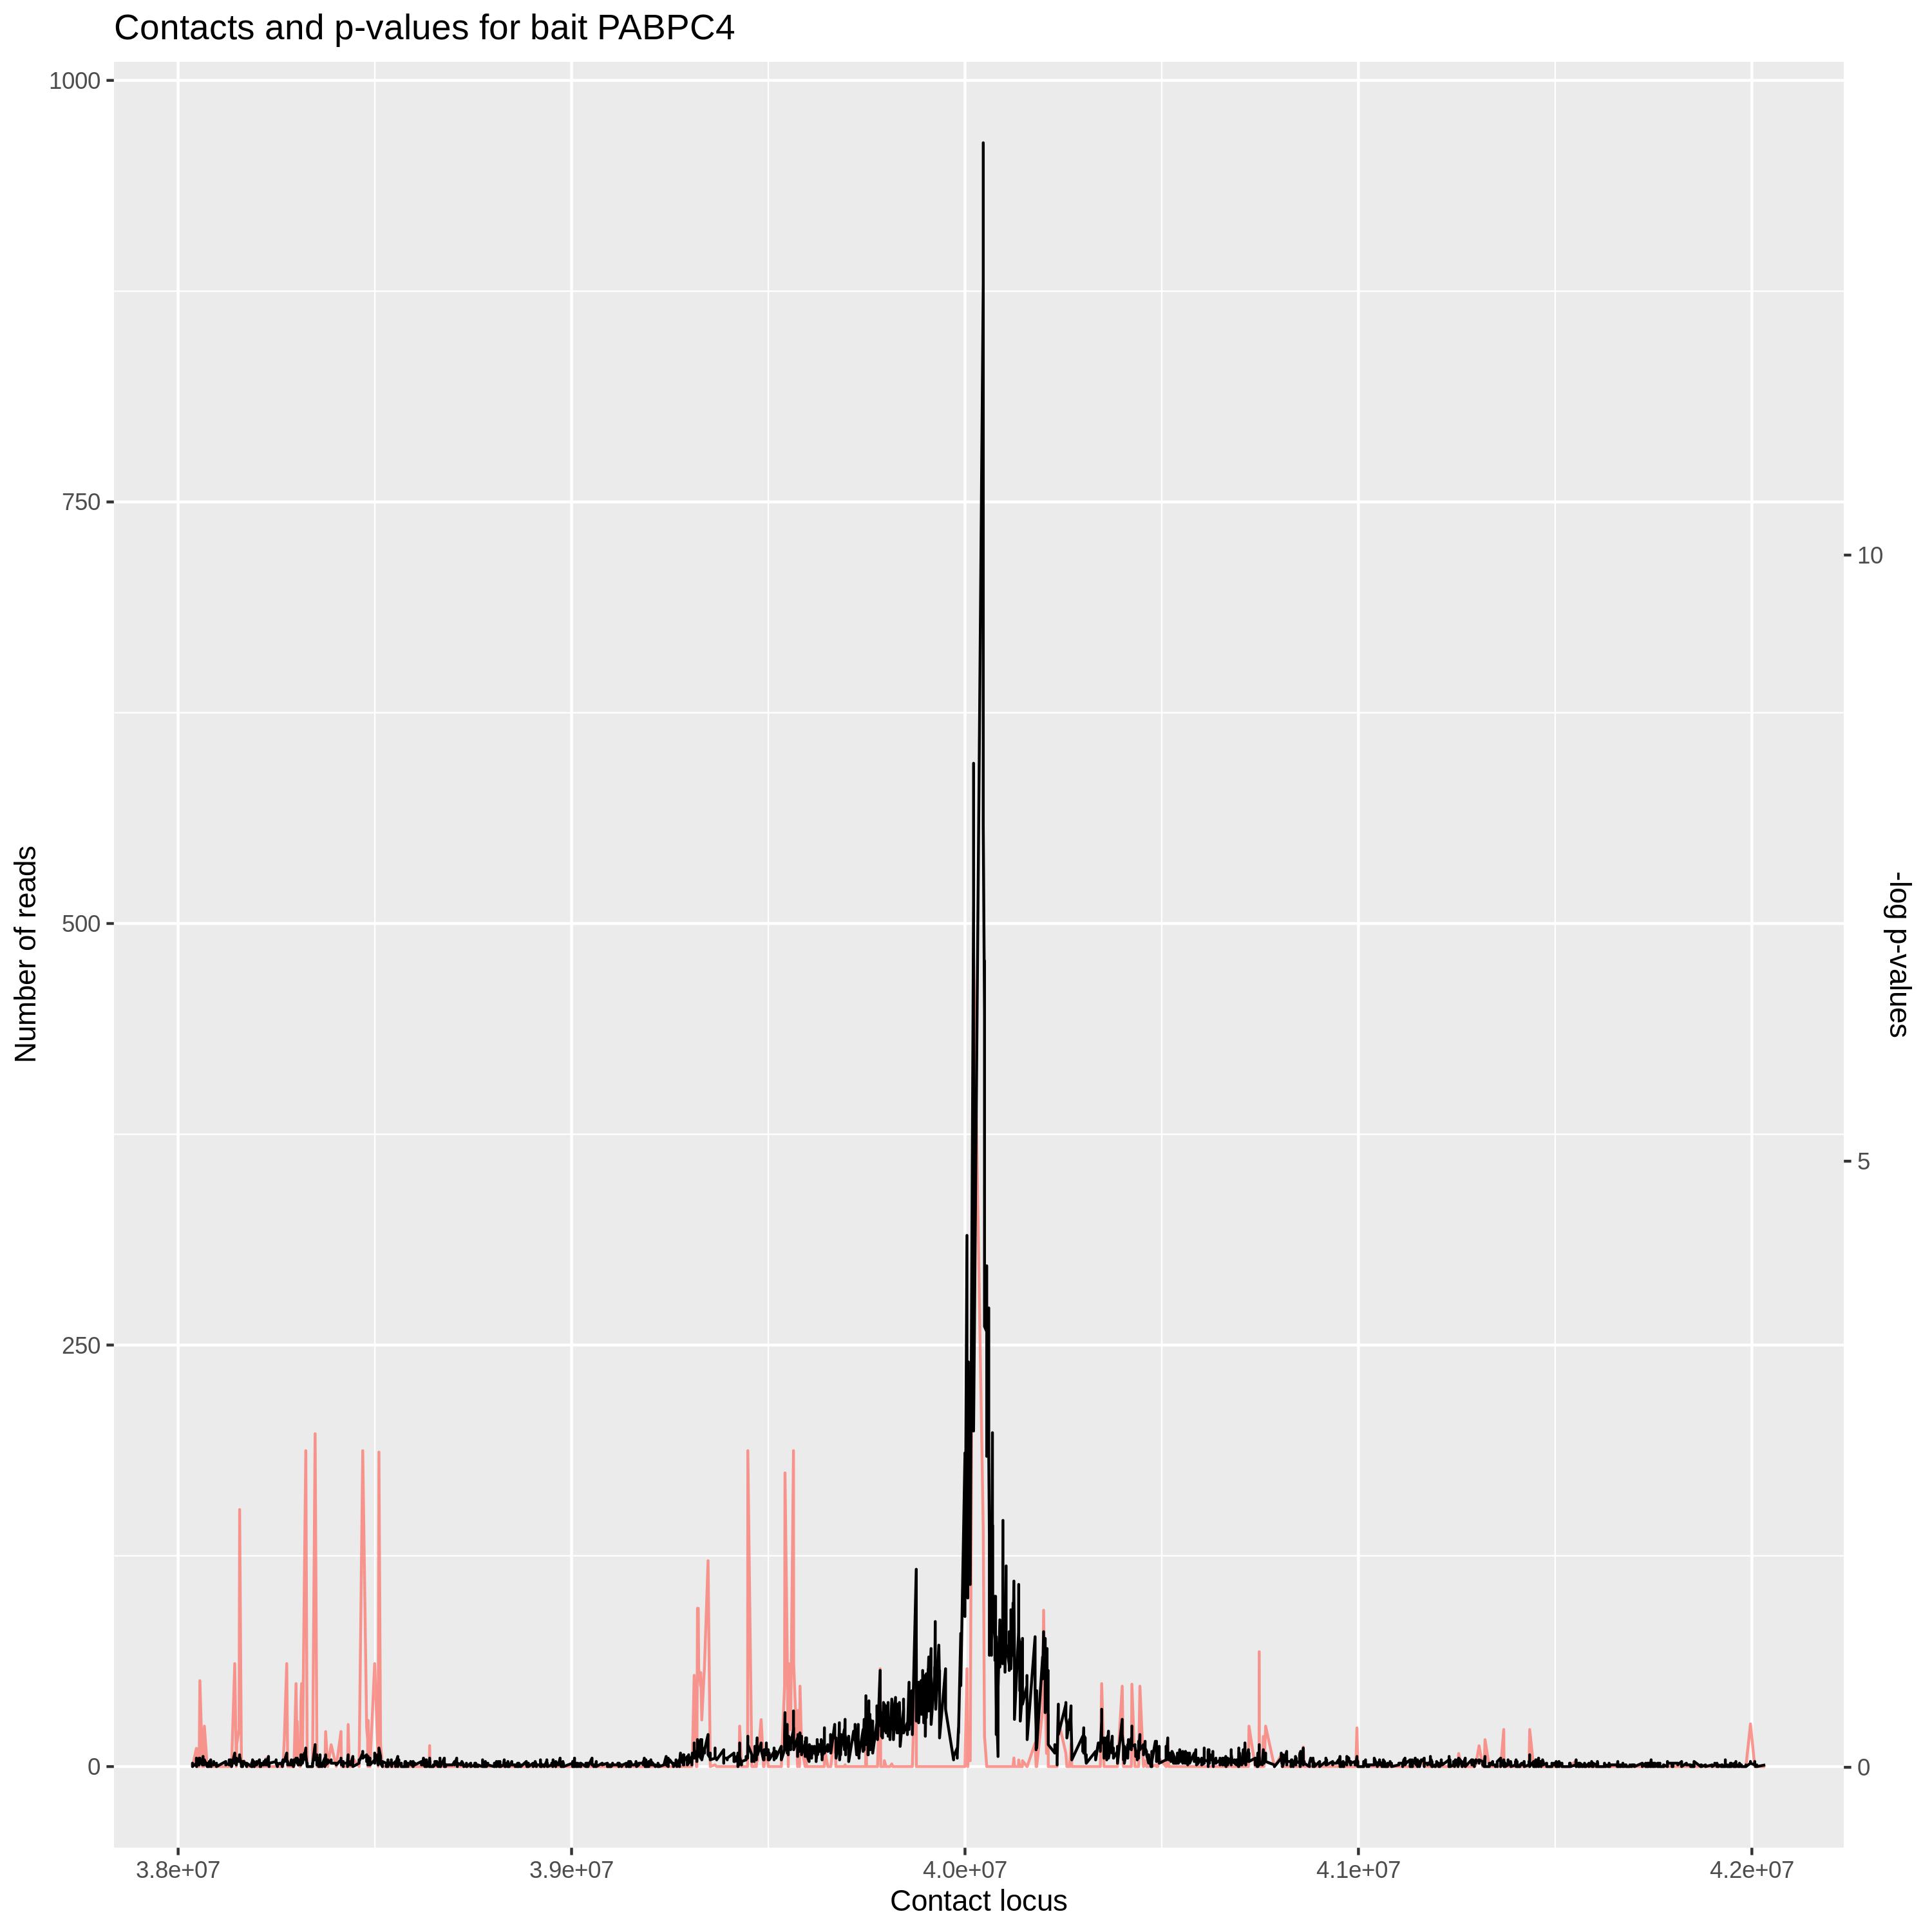 Contacts and p-values for bait PABPC4
1000
750
500
250
0
Number of reads
10
5
0
-log p-values
3.8e+07
3.9e+07
4.0e+07
4.1e+07
4.2e+07
Contact locus